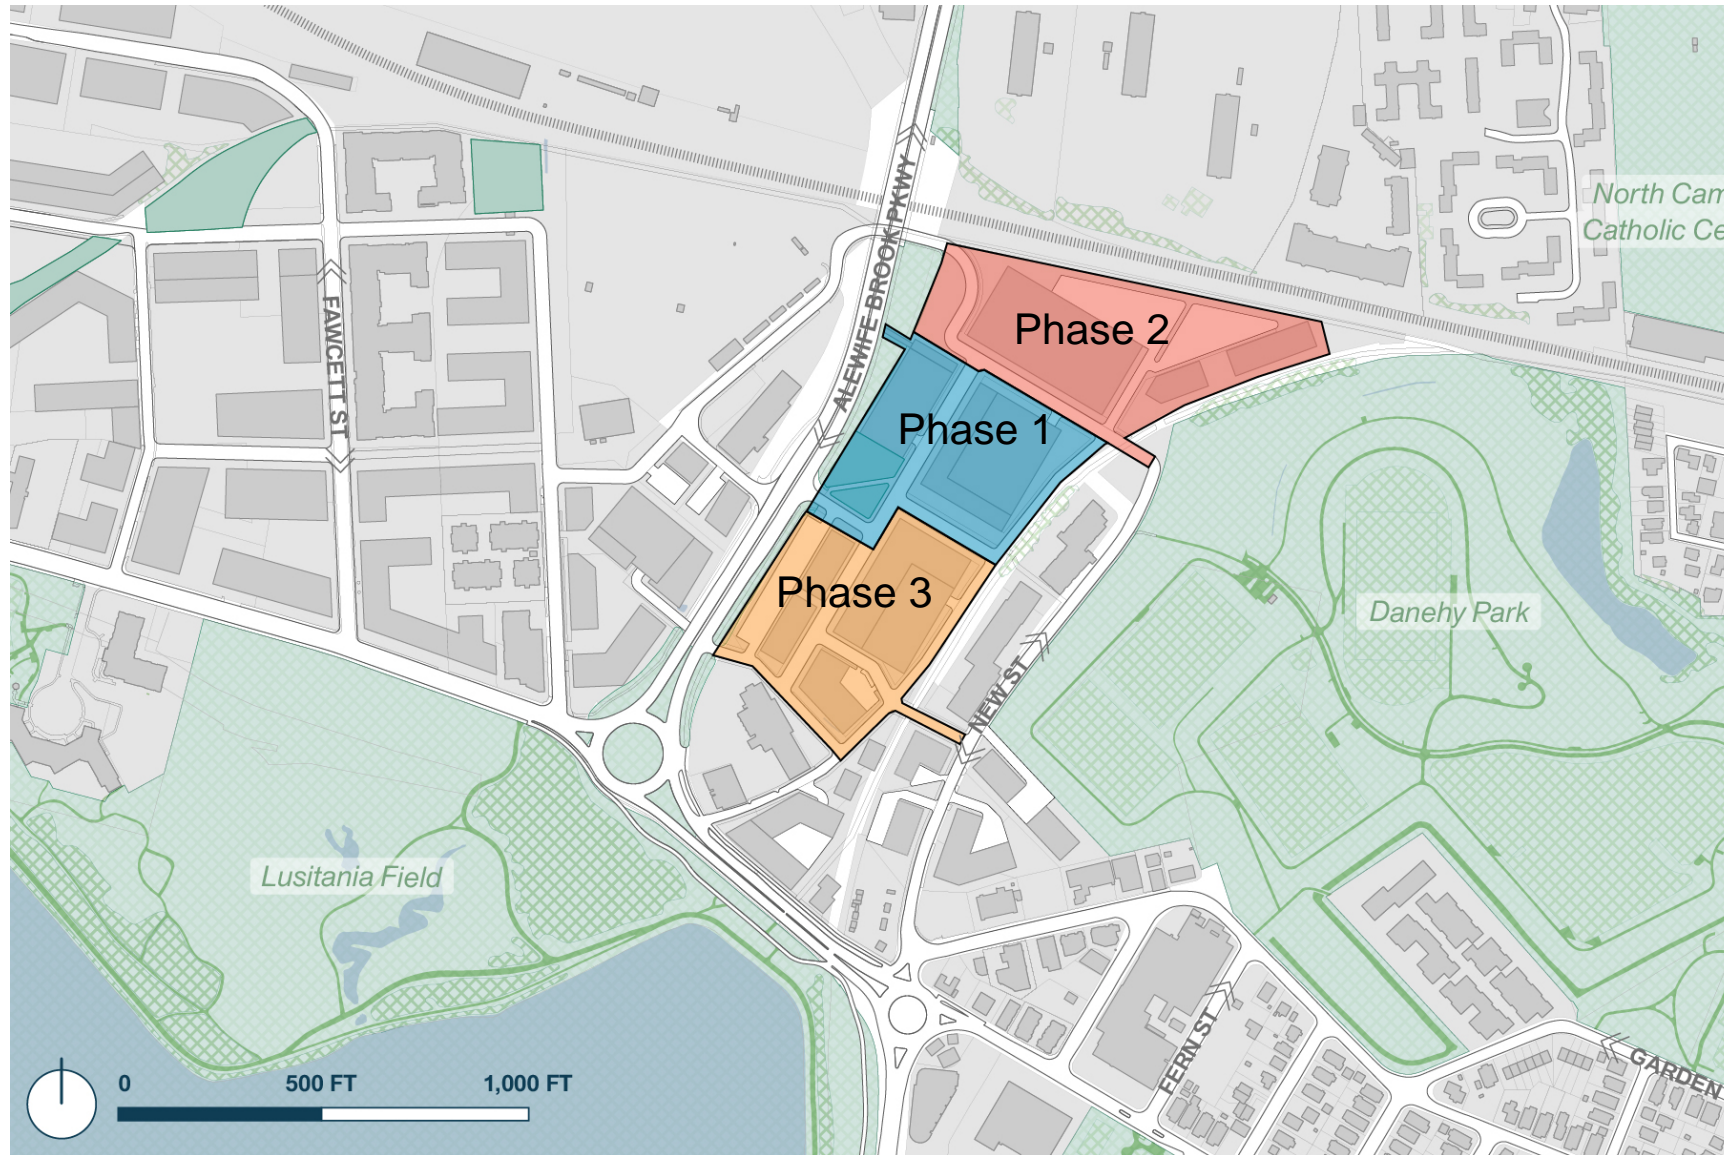 North Cam
Catholic Ce
ALEWIFE BROOK PKWY
FAWCETT ST
Phase 2
Phase 1
Phase 3
Danehy Park
NEW ST
Lusitania Field
FERN ST
GARDEN
0 500 FT 1,000 FT